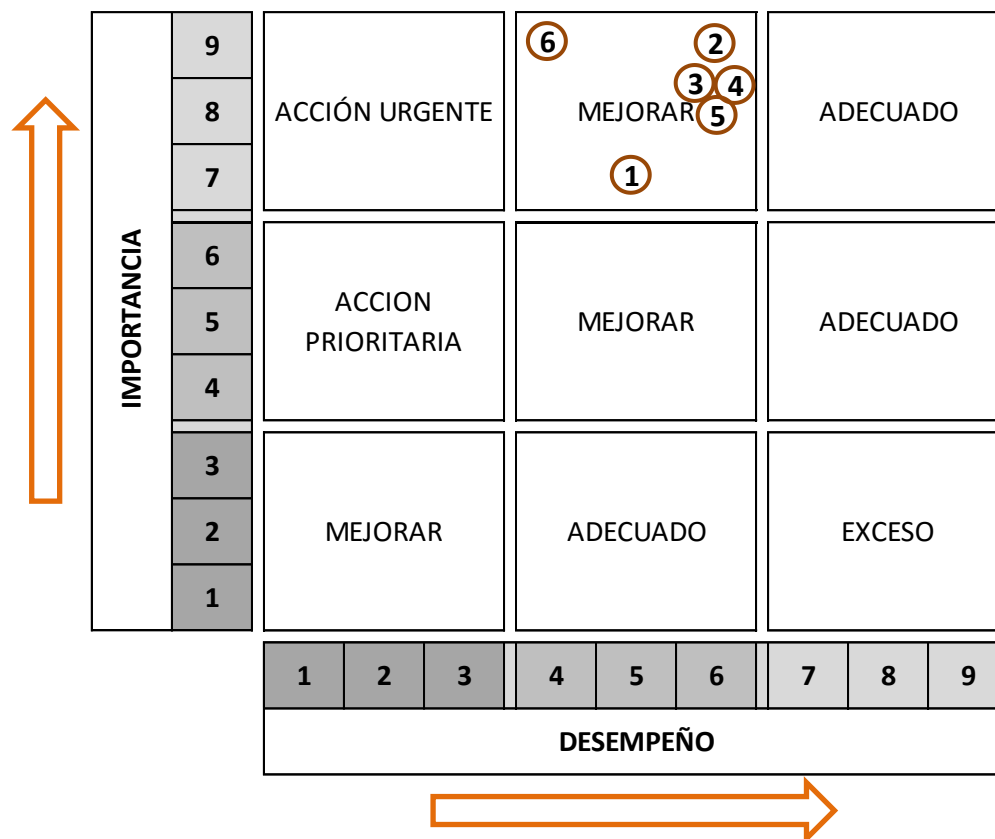 9
6
2
3
4
8
ACCIÓN URGENTE
MEJORAR
5
ADECUADO
7
1
IMPORTANCIA
6
5
ACCION
PRIORITARIA
MEJORAR
ADECUADO
4
3
2
MEJORAR
ADECUADO
EXCESO
1
1
2
3
4
5
6
7
8
9
DESEMPEÑO